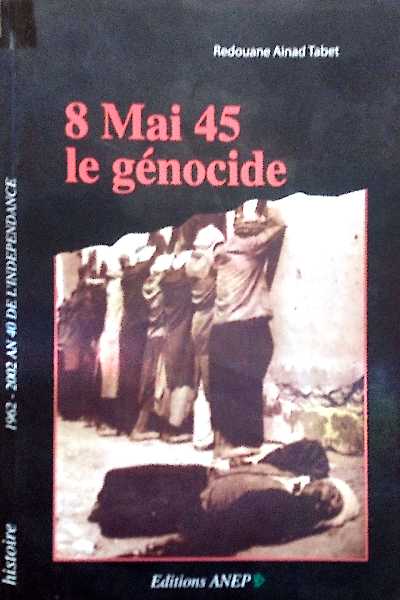 Redouane Ainad Tabet
8 Mai 45
le génocide
1962 - 2002 AN 40 DE L'INDEPENDANCE
histoire
Editions ANEP